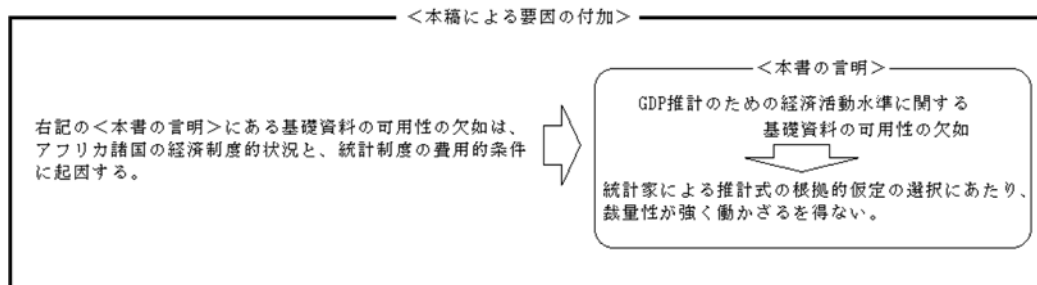 <本稿による要因の付加>
右記の<本書の言明>にある基礎資料の可用性の欠如は、
アフリカ諸国の経済制度的状況と、統計制度の費用的条件
に起因する。
<本書の言明>
GDP推計のための経済活動水準に関する
基礎資料の可用性の欠如
統計家による推計式の根拠的仮定の選択にあたり、
裁量性が強く働かざるを得ない。